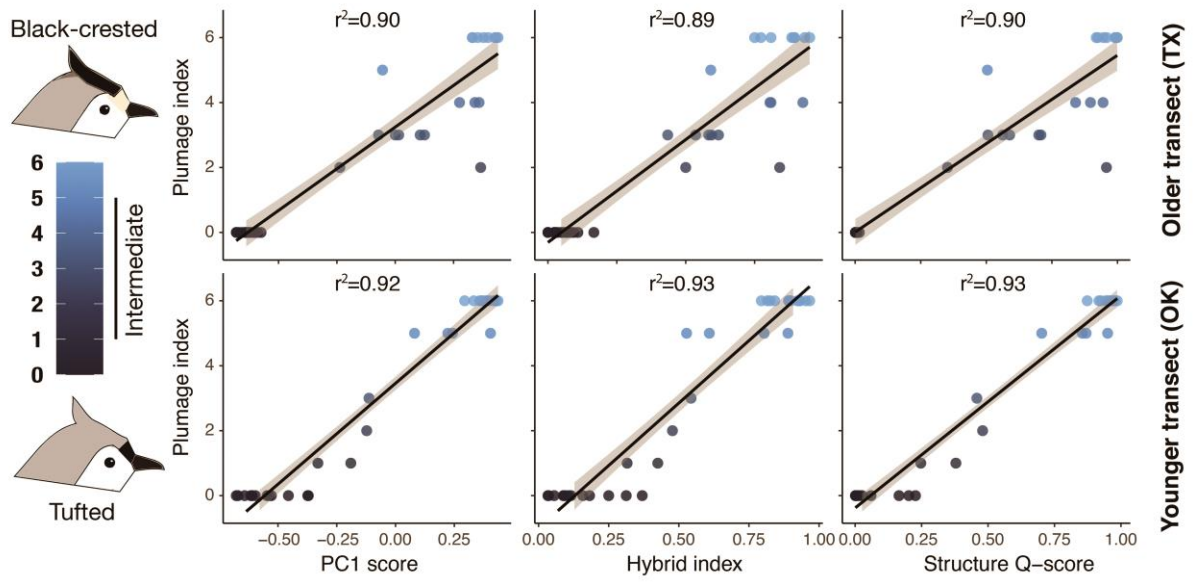 Black-crested
6
5
4
3
2
1
0
Intermediate
Tufted
r²=0.90
r²=0.89
r²=0.90
Plumage index
6
4
2
0
Older transect (TX)
r²=0.92
r²=0.93
r²=0.93
Plumage index
6
4
2
0
Younger transect (OK)
−0.50 −0.25 0.00 0.25
0.00 0.25 0.50 0.75 1.00
0.00 0.25 0.50 0.75 1.00
PC1 score
Hybrid index
Structure Q−score